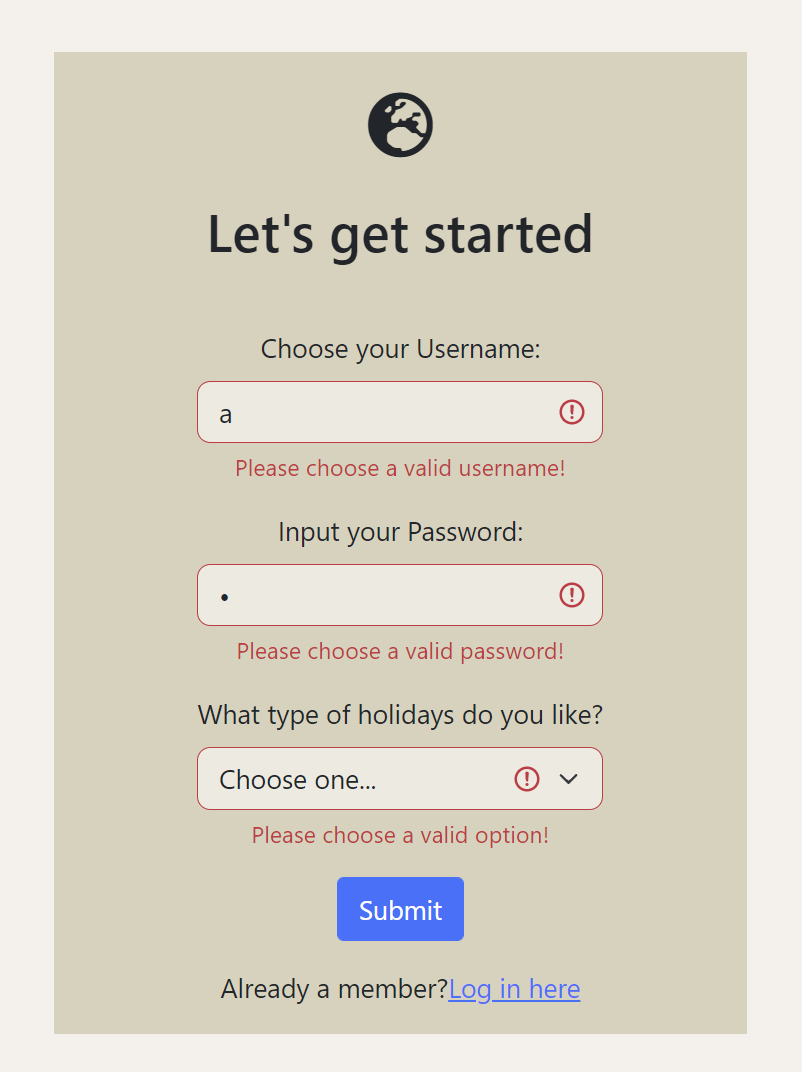 Let's get started
Choose your Username:
a
Please choose a valid username!
Input your Password:
•
Please choose a valid password!
What type of holidays do you like?
Choose one...
Please choose a valid option!
Submit
Already a member?Log in here